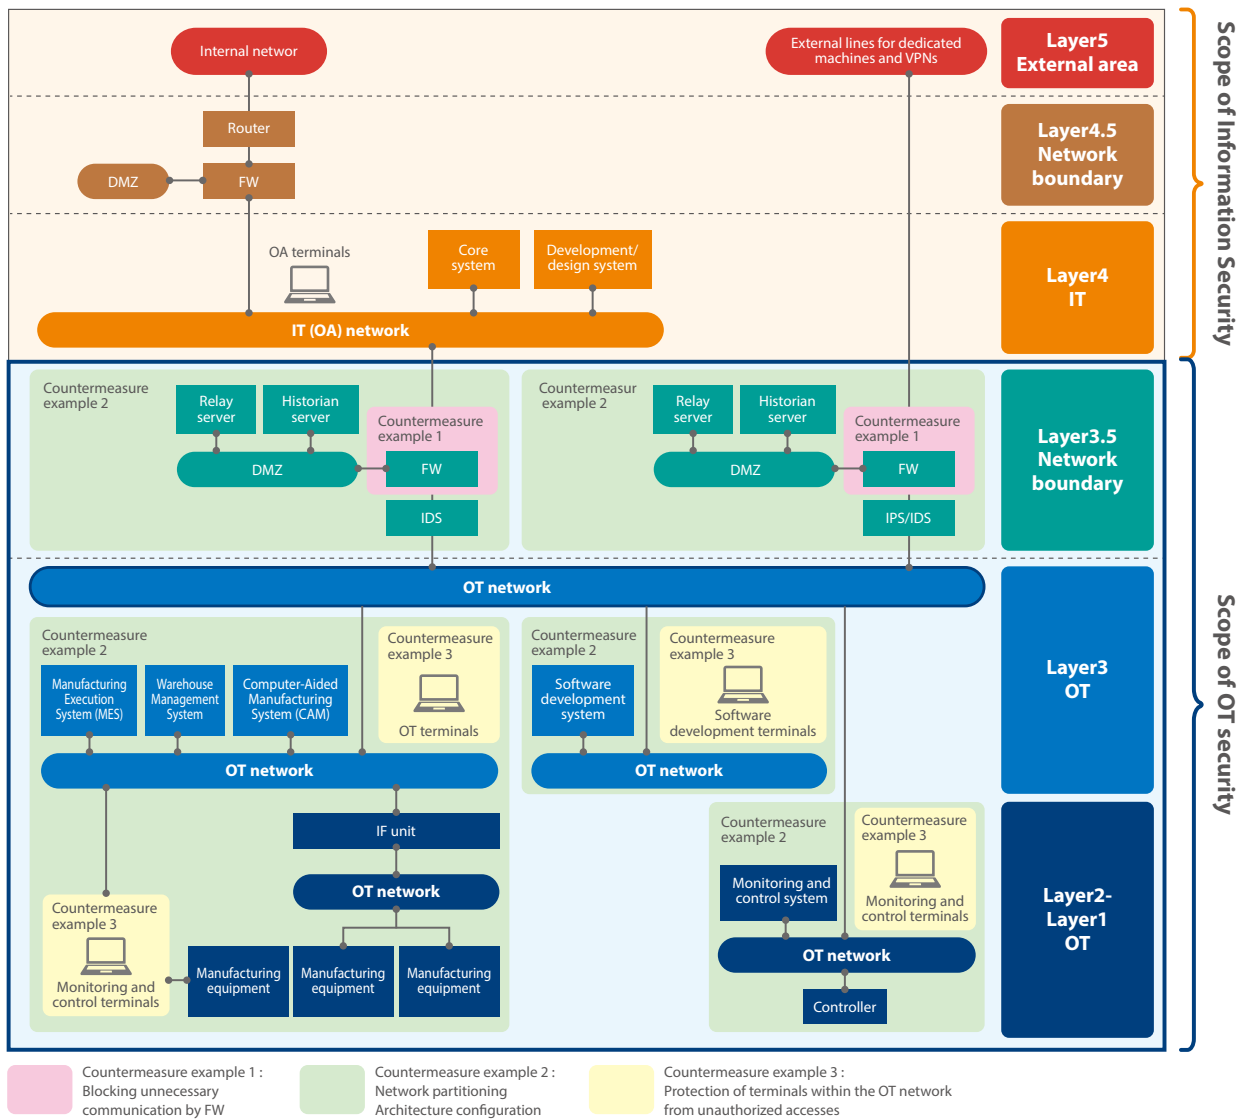 Internal networ
External lines for dedicated
machines and VPNs
Layer5
External area
Scope of Information Security
Router
DMZ
FW
Layer4.5
Network
boundary
OA terminals
Core
system
Development/
design system
Layer4
IT
IT (OA) network
Countermeasure
example 2
Relay
server
Historian
server
Countermeasure
example 1
DMZ
FW
IDS
Countermeasur
example 2
Relay
server
Historian
server
Countermeasure
example 1
DMZ
FW
IPS/IDS
Layer3.5
Network
boundary
Scope of OT security
OT network
Countermeasure
example 2
Manufacturing
Execution
System (MES)
Warehouse
Management
System
Computer-Aided
Manufacturing
System (CAM)
Countermeasure
example 3
OT terminals
OT network
Countermeasure
example 2
Software
development
system
Countermeasure
example 3
Software
development terminals
OT network
Layer3
OT
IF unit
OT network
Countermeasure
example 3
Monitoring and
control terminals
Manufacturing
equipment
Manufacturing
equipment
Manufacturing
equipment
Countermeasure
example 2
Monitoring and
control system
Countermeasure
example 3
Monitoring and
control terminals
OT network
Controller
Layer2-
Layer1
OT
Countermeasure example 1 :
Blocking unnecessary
communication by FW
Countermeasure example 2 :
Network partitioning
Architecture configuration
Countermeasure example 3 :
Protection of terminals within the OT network
from unauthorized accesses